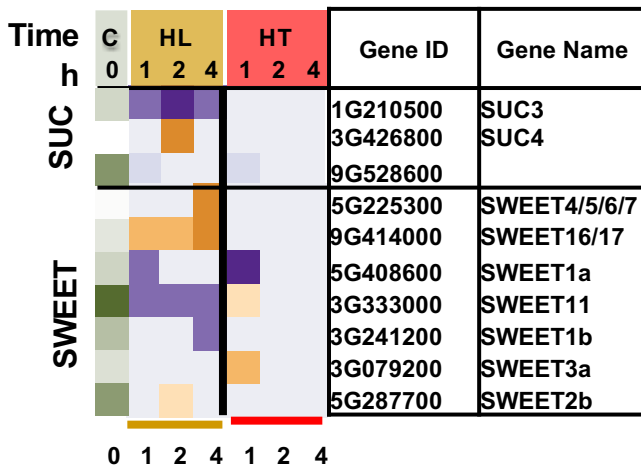 Time C HL HT Gene ID Gene Name
h 0 1 2 4 1 2 4
SUC
1G210500 SUC3
3G426800 SUC4
9G528600
SWEET
5G225300 SWEET4/5/6/7
9G414000 SWEET16/17
5G408600 SWEET1a
3G333000 SWEET11
3G241200 SWEET1b
3G079200 SWEET3a
5G287700 SWEET2b
0 1 2 4 1 2 4